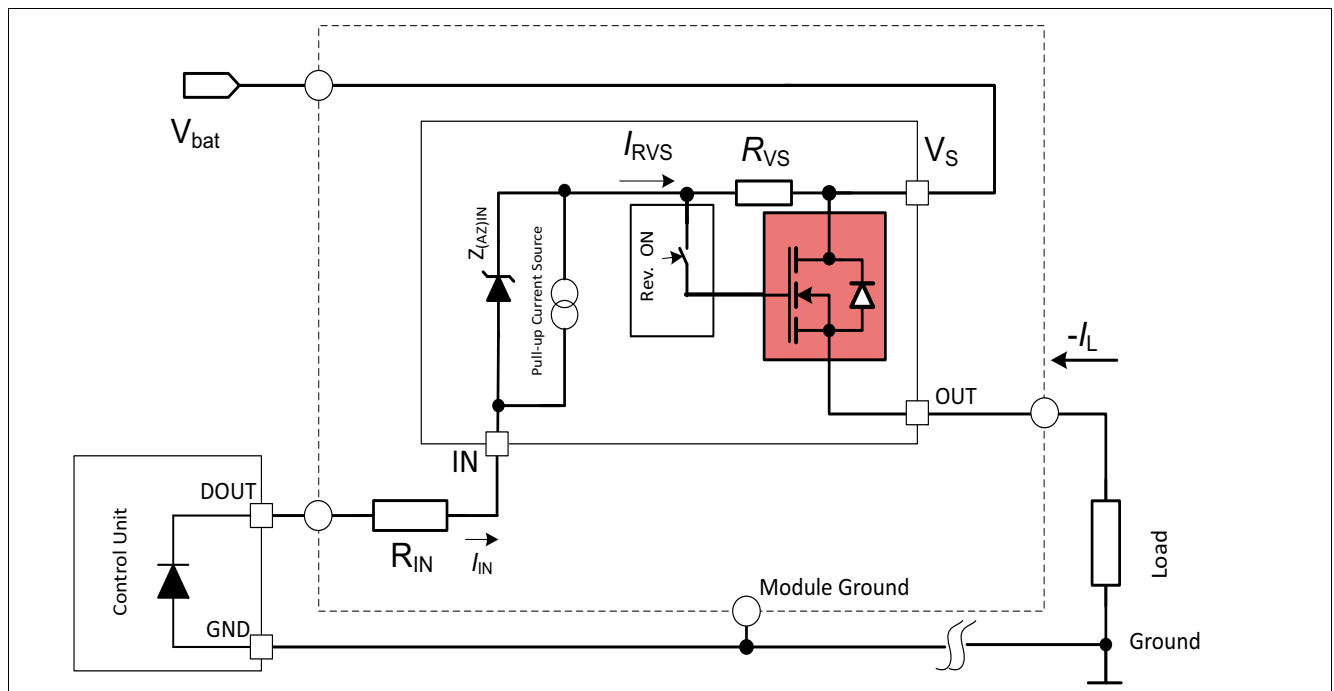 V_bat
I_RVS
R_VS
V_S
Z_(AZ)IN
Pull-up Current Source
Rev. ON
-I_L
OUT
IN
DOUT
R_IN
I_IN
Control Unit
GND
Module Ground
Load
Ground